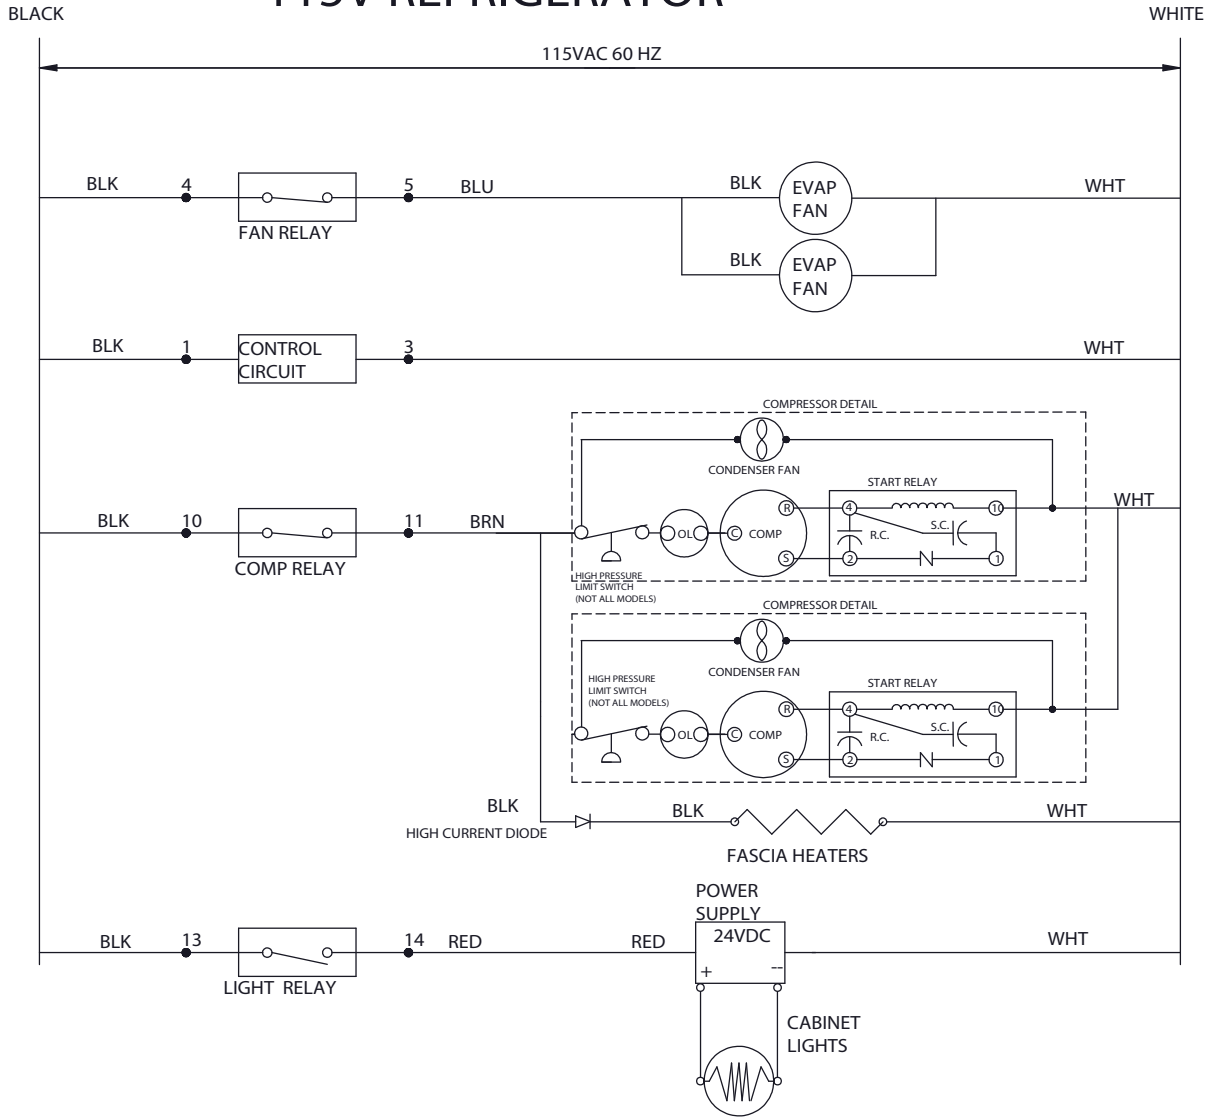 115V REFRIGERATOR
BLACK
WHITE
115VAC 60 HZ
BLK
4
5
BLU
BLK
EVAP
FAN
WHT
FAN RELAY
BLK
EVAP
FAN
BLK
1
CONTROL
CIRCUIT
3
WHT
COMPRESSOR DETAIL
CONDENSER FAN
START RELAY
BLK
10
11
BRN
OL
C
COMP
R
S
4
10
R.C.
S.C.
2
N
1
WHT
COMP RELAY
HIGH PRESSURE
LIMIT SWITCH
(NOT ALL MODELS)
COMPRESSOR DETAIL
CONDENSER FAN
HIGH PRESSURE
LIMIT SWITCH
(NOT ALL MODELS)
START RELAY
OL
C
COMP
R
S
4
10
R.C.
S.C.
2
N
1
BLK
HIGH CURRENT DIODE
BLK
WHT
FASCIA HEATERS
POWER
SUPPLY
24VDC
+
--
BLK
13
14
RED
RED
WHT
LIGHT RELAY
CABINET
LIGHTS